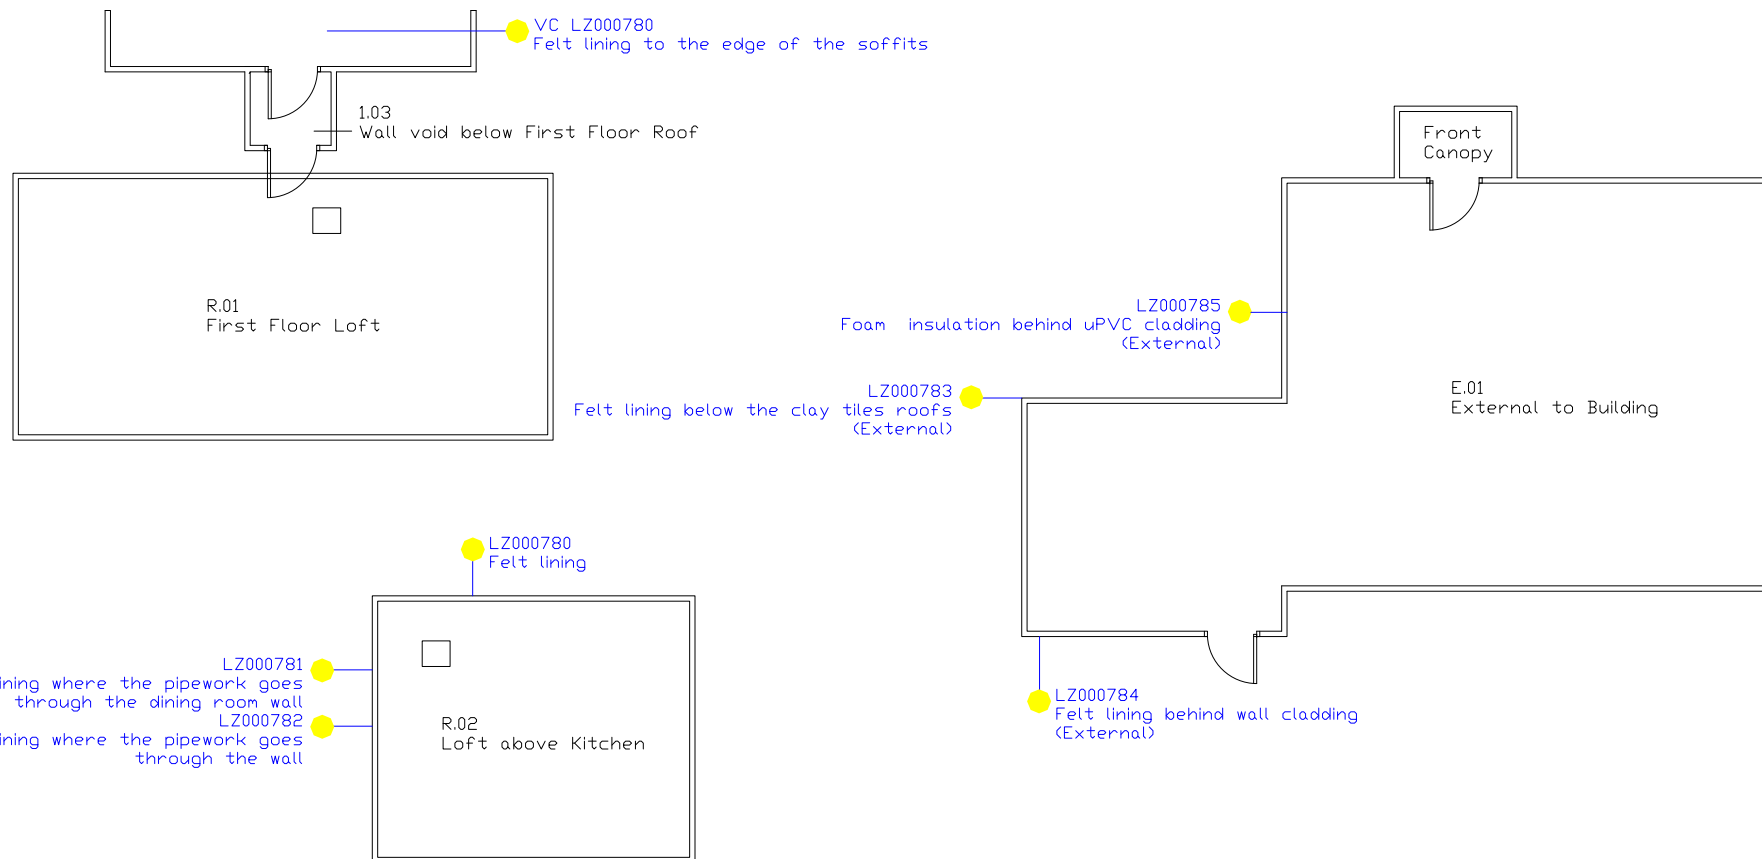 VC LZ000780
Felt lining to the edge of the soffits
1.03
Wall void below First Floor Roof
Front
Canopy
R.01
First Floor Loft
LZ000785
Foam  insulation behind uPVC cladding
(External)
LZ000783
Felt lining below the clay tiles roofs
(External)
E.01
External to Building
LZ000780
Felt lining
LZ000781
where the pipework goes
through the dining room wall
LZ000782
where the pipework goes
through the wall
R.02
Loft above Kitchen
LZ000784
Felt lining behind wall cladding
(External)